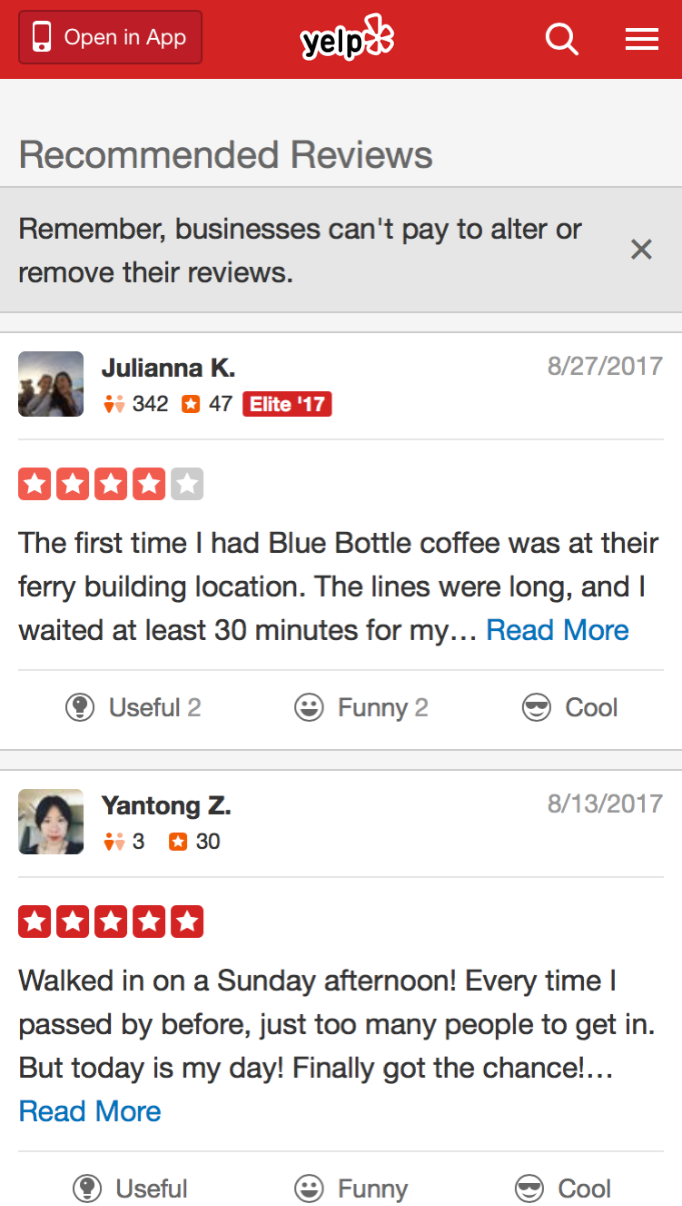 Open in App
yelp
Recommended Reviews
Remember, businesses can't pay to alter or
remove their reviews.
Julianna K.
8/27/2017
342 47 Elite '17
The first time I had Blue Bottle coffee was at their
ferry building location. The lines were long, and I
waited at least 30 minutes for my... Read More
Useful 2 Funny 2 Cool
Yantong Z.
8/13/2017
3 30
Walked in on a Sunday afternoon! Every time I
passed by before, just too many people to get in.
But today is my day! Finally got the chance!...
Read More
Useful Funny Cool